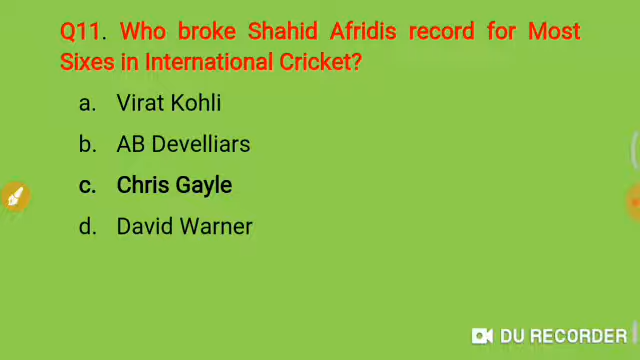 Q11. Who broke Shahid Afridis record for Most
Sixes in International Cricket?
a. Virat Kohli
b. AB Develliars
c. Chris Gayle
d. David Warner
DU RECORDER